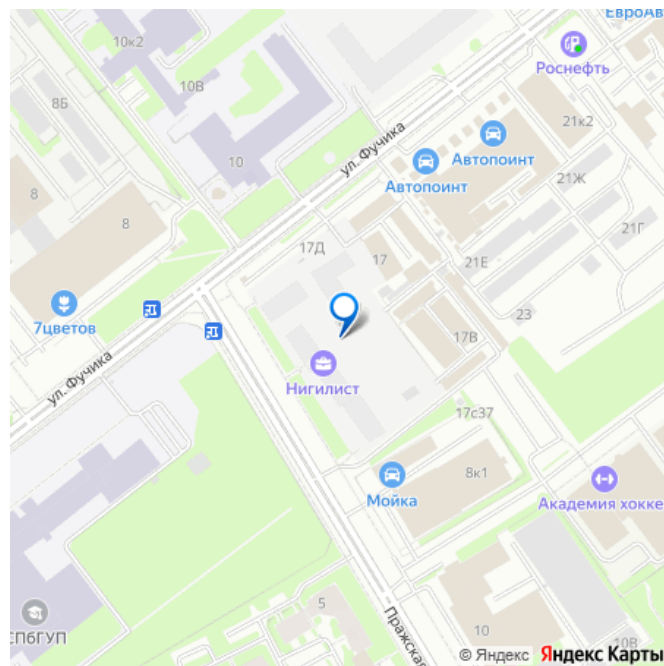 ЕвроАв
10к2
Роснефть
8Б
10В
21к2
ул. Фучика
Автопоинт
10
Автопоинт
21Ж
8
8
21Г
17Д
17
21Е
7цветов
23
17В
ул. Фучика
Нигилист
17с37
8к1
Мойка
Академия хокке
СПбГУП
5
Пражская
10
10В
© Яндекс Яндекс Карты